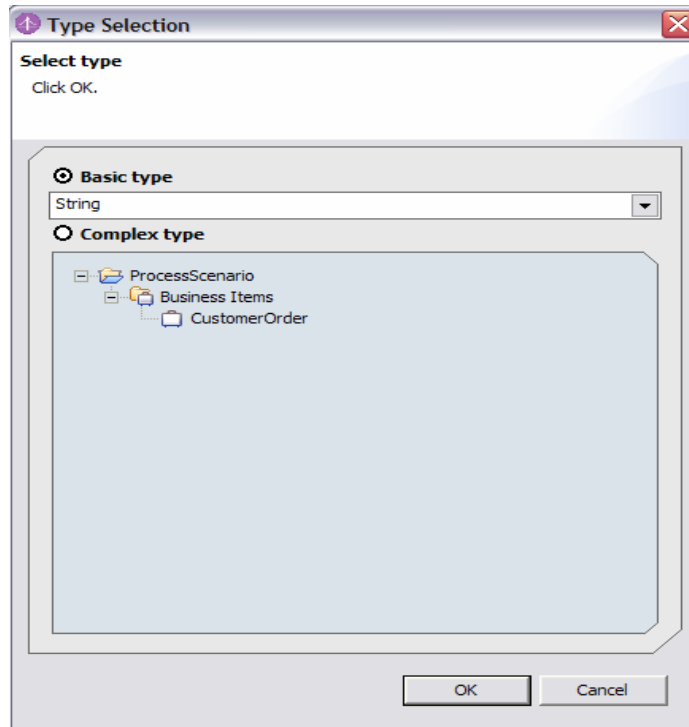 Type Selection
Select type
Click OK.
Basic type
String
Complex type
ProcessScenario
Business Items
CustomerOrder
OK Cancel